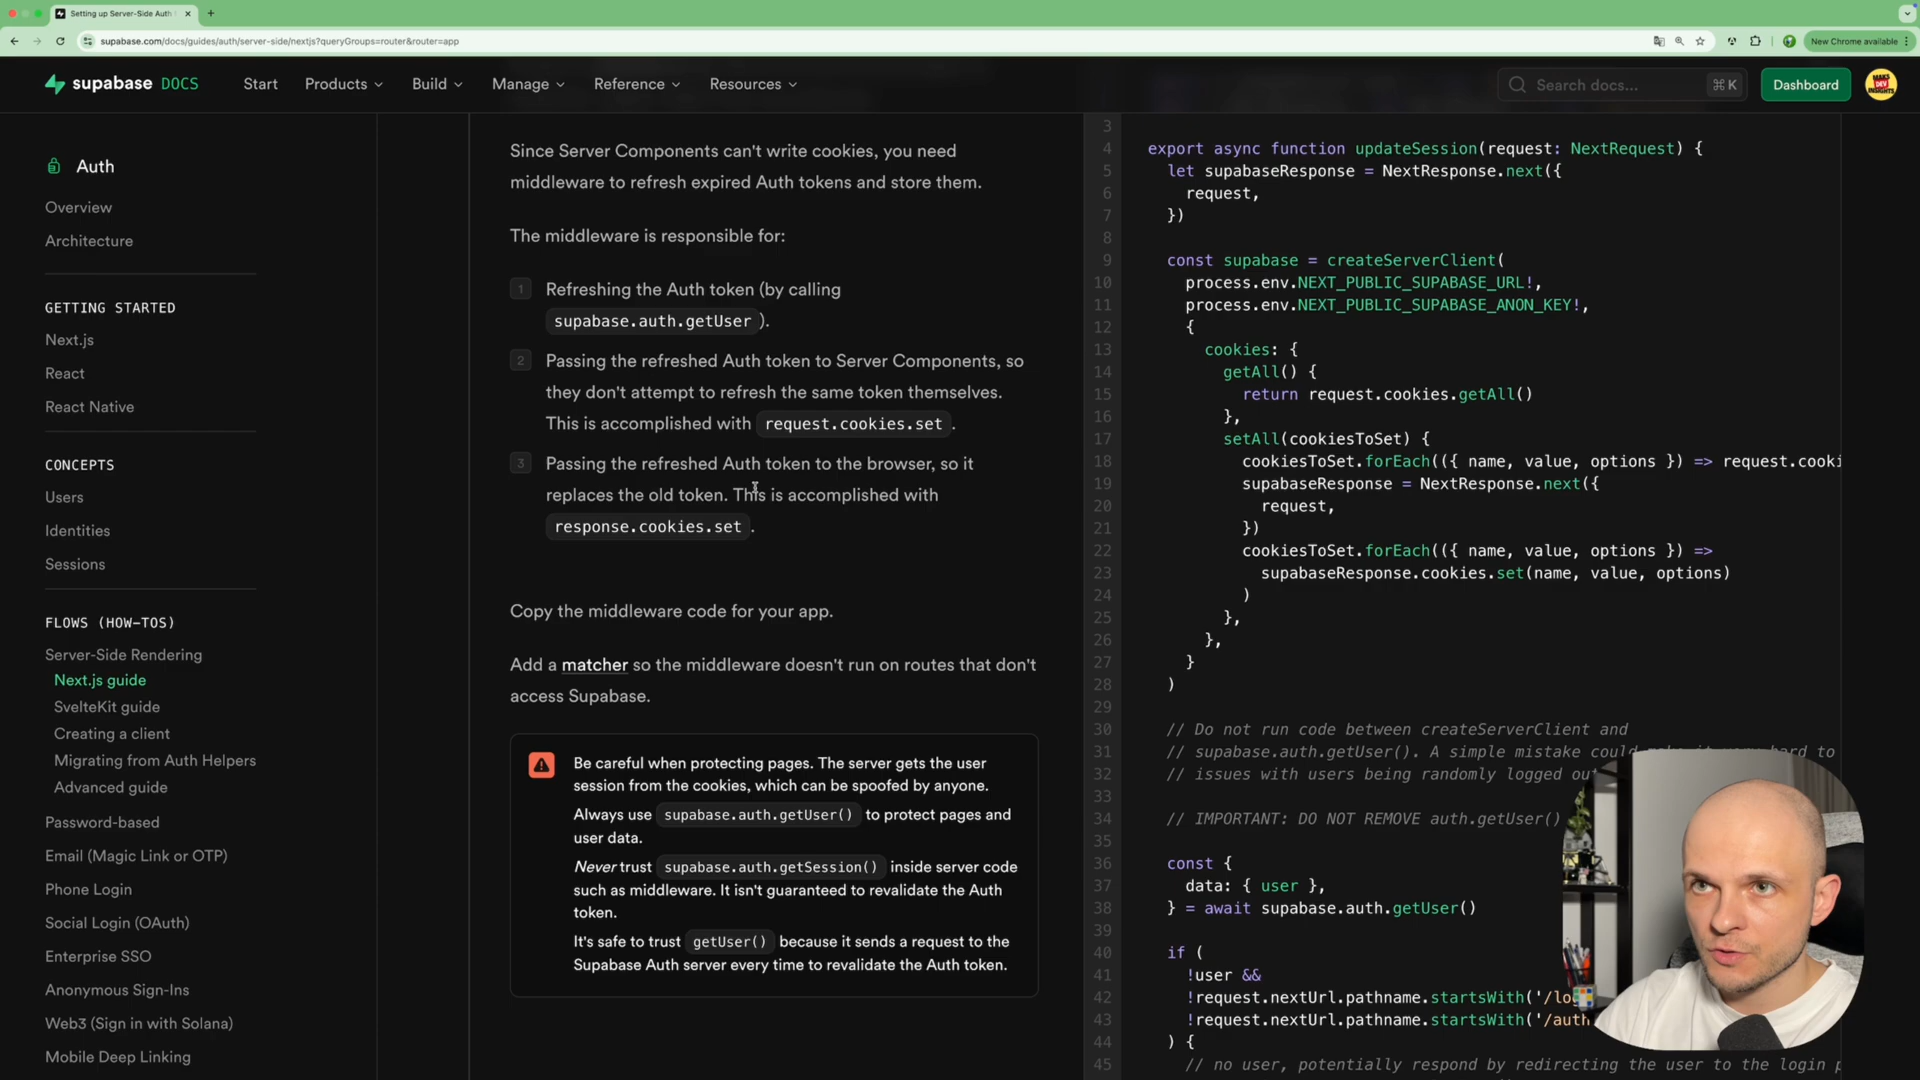 Setting up Server-Side Auth
supabase.com/docs/guides/auth/server-side/nextjs?queryGroups=router&router=app
New Chrome available
supabase DOCS
Start
Products
Build
Manage
Reference
Resources
Search docs...
⌘K
Dashboard
MAKS
DEV
INSIGHTS
Auth
Overview
Architecture
GETTING STARTED
Next.js
React
React Native
CONCEPTS
Users
Identities
Sessions
FLOWS (HOW-TOS)
Server-Side Rendering
Next.js guide
SvelteKit guide
Creating a client
Migrating from Auth Helpers
Advanced guide
Password-based
Email (Magic Link or OTP)
Phone Login
Social Login (OAuth)
Enterprise SSO
Anonymous Sign-Ins
Web3 (Sign in with Solana)
Mobile Deep Linking
Since Server Components can't write cookies, you need
middleware to refresh expired Auth tokens and store them.
The middleware is responsible for:
1 Refreshing the Auth token (by calling
supabase.auth.getUser ).
2 Passing the refreshed Auth token to Server Components, so
they don't attempt to refresh the same token themselves.
This is accomplished with request.cookies.set .
3 Passing the refreshed Auth token to the browser, so it
replaces the old token. This is accomplished with
response.cookies.set .
Copy the middleware code for your app.
Add a matcher so the middleware doesn't run on routes that don't
access Supabase.
Be careful when protecting pages. The server gets the user
session from the cookies, which can be spoofed by anyone.
Always use supabase.auth.getUser() to protect pages and
user data.
Never trust supabase.auth.getSession() inside server code
such as middleware. It isn't guaranteed to revalidate the Auth
token.
It's safe to trust getUser() because it sends a request to the
Supabase Auth server every time to revalidate the Auth token.
3
4 export async function updateSession(request: NextRequest) {
5 let supabaseResponse = NextResponse.next({
6 request,
7 })
8
9 const supabase = createServerClient(
10 process.env.NEXT_PUBLIC_SUPABASE_URL!,
11 process.env.NEXT_PUBLIC_SUPABASE_ANON_KEY!,
12 {
13 cookies: {
14 getAll() {
15 return request.cookies.getAll()
16 },
17 setAll(cookiesToSet) {
18 cookiesToSet.forEach(({ name, value, options }) => request.cooki
19 supabaseResponse = NextResponse.next({
20 request,
21 })
22 cookiesToSet.forEach(({ name, value, options }) =>
23 supabaseResponse.cookies.set(name, value, options)
24 )
25 },
26 },
27 }
28 )
29
30 // Do not run code between createServerClient and
31 // supabase.auth.getUser(). A simple mistake could make it very hard to
32 // issues with users being randomly logged out
33
34 // IMPORTANT: DO NOT REMOVE auth.getUser()
35
36 const {
37 data: { user },
38 } = await supabase.auth.getUser()
39
40 if (
41 !user &&
42 !request.nextUrl.pathname.startsWith('/lo
43 !request.nextUrl.pathname.startsWith('/auth
44 ) {
45 // no user, potentially respond by redirecting the user to the login p